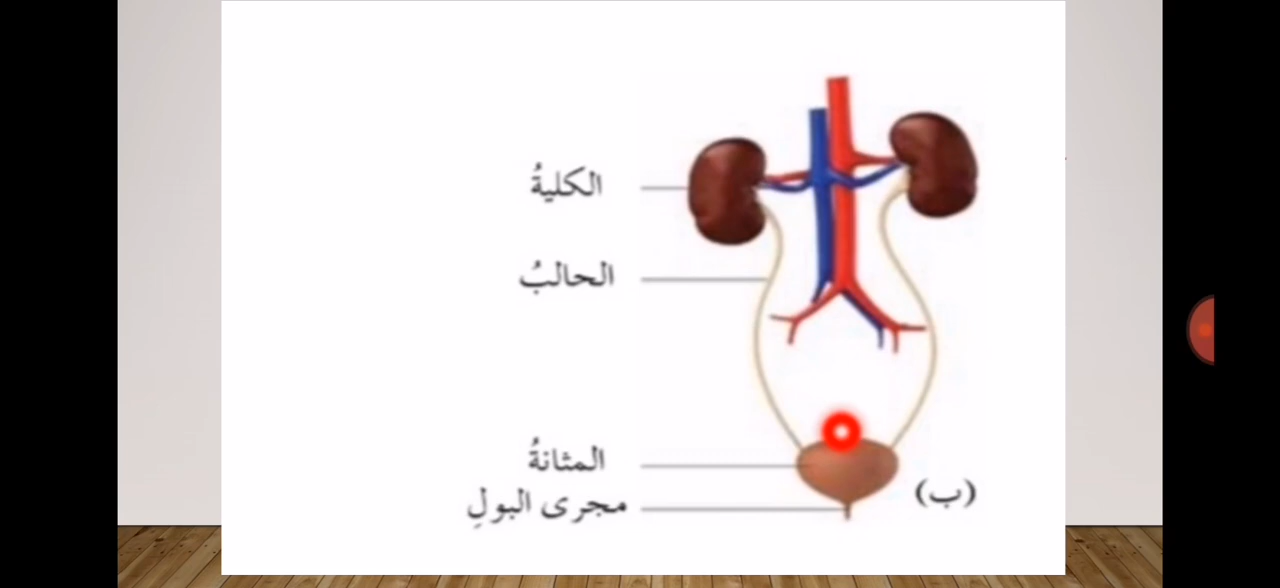 الكليةُ
الحالبُ
المثانةُ
مجرى البولِ
(ب)